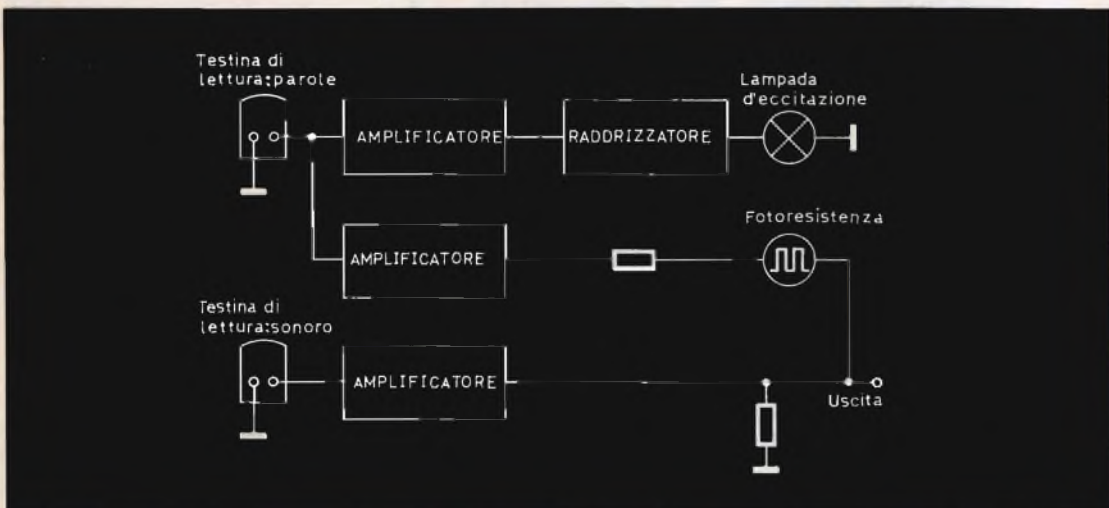 Testina di
lettura:parole
Lampada
d'eccitazione
AMPLIFICATORE
RADDRIZZATORE
Fotoresistenza
AMPLIFICATORE
Testina di
lettura:sonoro
AMPLIFICATORE
Uscita